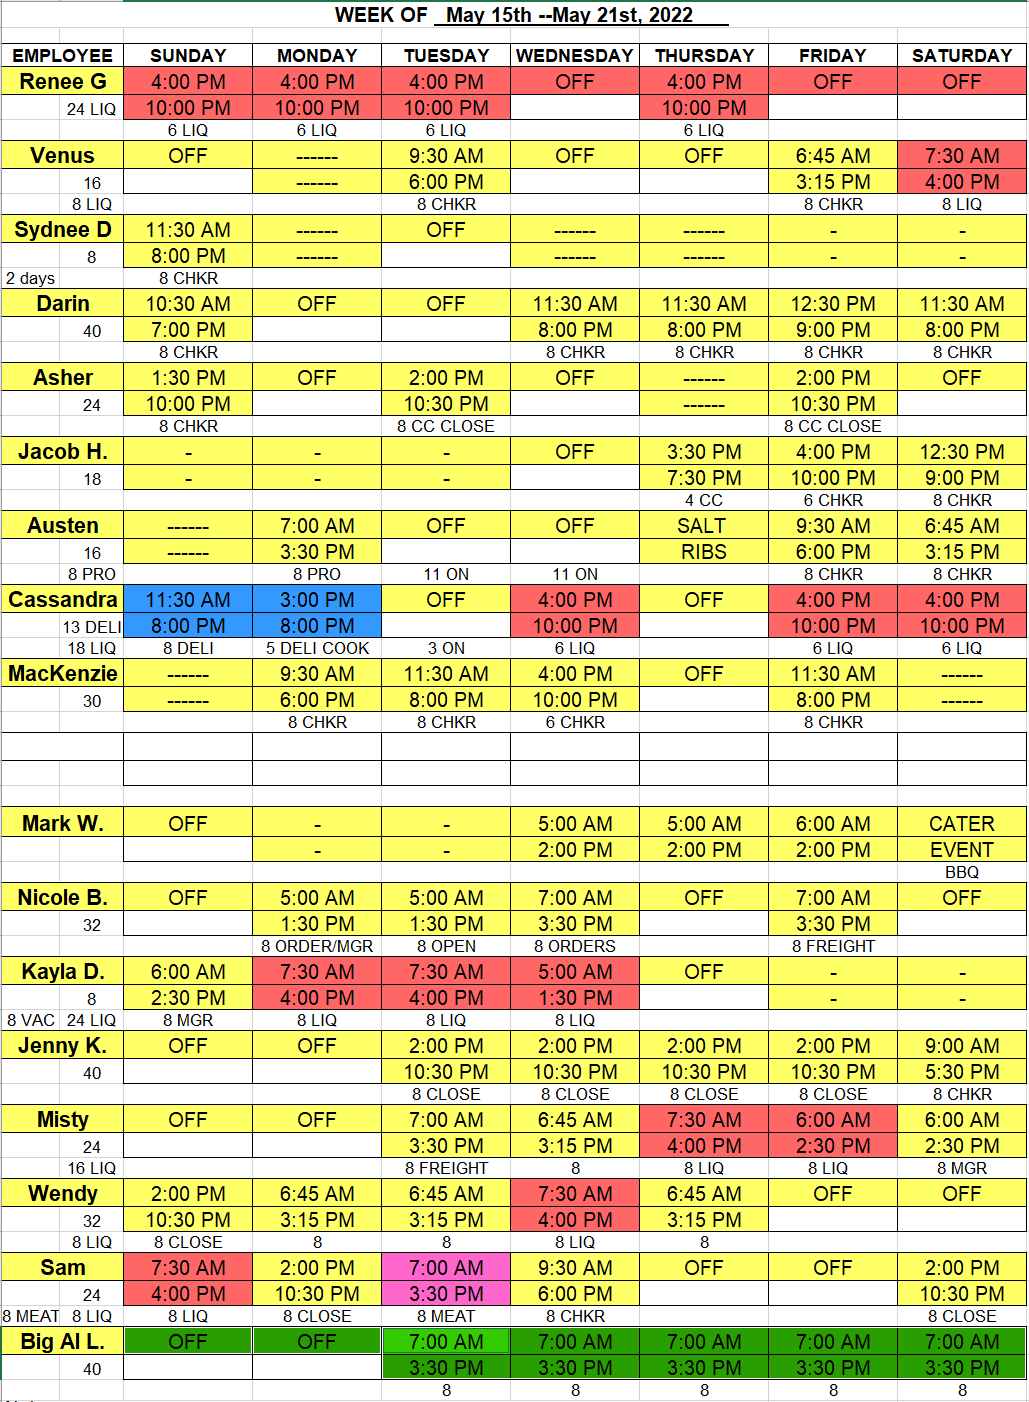 WEEK OF May 15th --May 21st, 2022
EMPLOYEE SUNDAY MONDAY TUESDAY WEDNESDAY THURSDAY FRIDAY SATURDAY
Renee G 4:00 PM 4:00 PM 4:00 PM OFF 4:00 PM OFF OFF
24 LIQ 10:00 PM 10:00 PM 10:00 PM 10:00 PM
6 LIQ 6 LIQ 6 LIQ 6 LIQ
Venus OFF ------ 9:30 AM OFF OFF 6:45 AM 7:30 AM
16 ------ 6:00 PM 3:15 PM 4:00 PM
8 LIQ 8 CHKR 8 CHKR 8 LIQ
Sydnee D 11:30 AM ------ OFF ------ ------ - -
8 8:00 PM ------ ------ ------ - -
2 days 8 CHKR
Darin 10:30 AM OFF OFF 11:30 AM 11:30 AM 12:30 PM 11:30 AM
40 7:00 PM 8:00 PM 8:00 PM 9:00 PM 8:00 PM
8 CHKR 8 CHKR 8 CHKR 8 CHKR 8 CHKR
Asher 1:30 PM OFF 2:00 PM OFF ------ 2:00 PM OFF
24 10:00 PM 10:30 PM ------ 10:30 PM
8 CHKR 8 CC CLOSE 8 CC CLOSE
Jacob H. - - - OFF 3:30 PM 4:00 PM 12:30 PM
18 - - - 7:30 PM 10:00 PM 9:00 PM
4 CC 6 CHKR 8 CHKR
Austen ------ 7:00 AM OFF OFF SALT 9:30 AM 6:45 AM
16 ------ 3:30 PM RIBS 6:00 PM 3:15 PM
8 PRO 8 PRO 11 ON 11 ON 8 CHKR 8 CHKR
Cassandra 11:30 AM 3:00 PM OFF 4:00 PM OFF 4:00 PM 4:00 PM
13 DELI 8:00 PM 8:00 PM 10:00 PM 10:00 PM 10:00 PM
18 LIQ 8 DELI 5 DELI COOK 3 ON 6 LIQ 6 LIQ 6 LIQ
MacKenzie ------ 9:30 AM 11:30 AM 4:00 PM OFF 11:30 AM ------
30 ------ 6:00 PM 8:00 PM 10:00 PM 8:00 PM ------
8 CHKR 8 CHKR 6 CHKR 8 CHKR
Mark W. OFF - - 5:00 AM 5:00 AM 6:00 AM CATER
- - 2:00 PM 2:00 PM 2:00 PM EVENT
BBQ
Nicole B. OFF 5:00 AM 5:00 AM 7:00 AM OFF 7:00 AM OFF
32 1:30 PM 1:30 PM 3:30 PM 3:30 PM
8 ORDER/MGR 8 OPEN 8 ORDERS 8 FREIGHT
Kayla D. 6:00 AM 7:30 AM 7:30 AM 5:00 AM OFF - -
8 2:30 PM 4:00 PM 4:00 PM 1:30 PM - -
8 VAC 24 LIQ 8 MGR 8 LIQ 8 LIQ 8 LIQ
Jenny K. OFF OFF 2:00 PM 2:00 PM 2:00 PM 2:00 PM 9:00 AM
40 10:30 PM 10:30 PM 10:30 PM 10:30 PM 5:30 PM
8 CLOSE 8 CLOSE 8 CLOSE 8 CLOSE 8 CHKR
Misty OFF OFF 7:00 AM 6:45 AM 7:30 AM 6:00 AM 6:00 AM
24 3:30 PM 3:15 PM 4:00 PM 2:30 PM 2:30 PM
16 LIQ 8 FREIGHT 8 8 LIQ 8 LIQ 8 MGR
Wendy 2:00 PM 6:45 AM 6:45 AM 7:30 AM 6:45 AM OFF OFF
32 10:30 PM 3:15 PM 3:15 PM 4:00 PM 3:15 PM
8 LIQ 8 CLOSE 8 8 8 LIQ 8
Sam 7:30 AM 2:00 PM 7:00 AM 9:30 AM OFF OFF 2:00 PM
24 4:00 PM 10:30 PM 3:30 PM 6:00 PM 10:30 PM
8 MEAT 8 LIQ 8 LIQ 8 CLOSE 8 MEAT 8 CHKR 8 CLOSE
Big Al L. OFF OFF 7:00 AM 7:00 AM 7:00 AM 7:00 AM 7:00 AM
40 3:30 PM 3:30 PM 3:30 PM 3:30 PM 3:30 PM
8 8 8 8 8